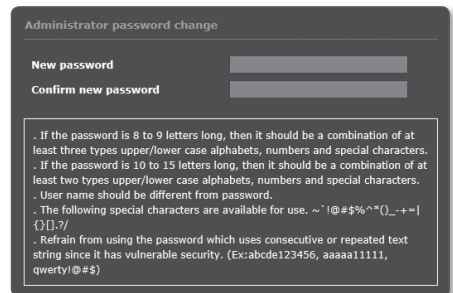 Administrator password change
New password
Confirm new password
. If the password is 8 to 9 letters long, then it should be a combination of at
least three types upper/lower case alphabets, numbers and special characters.
. If the password is 10 to 15 letters long, then it should be a combination of at
least two types upper/lower case alphabets, numbers and special characters.
. User name should be different from password.
. The following special characters are available for use. ~`!@#$%^*()_-+=|
{}[].?/
. Refrain from using the password which uses consecutive or repeated text
string since it has vulnerable security. (Ex:abcde123456, aaaaa11111,
qwerty!@#$)